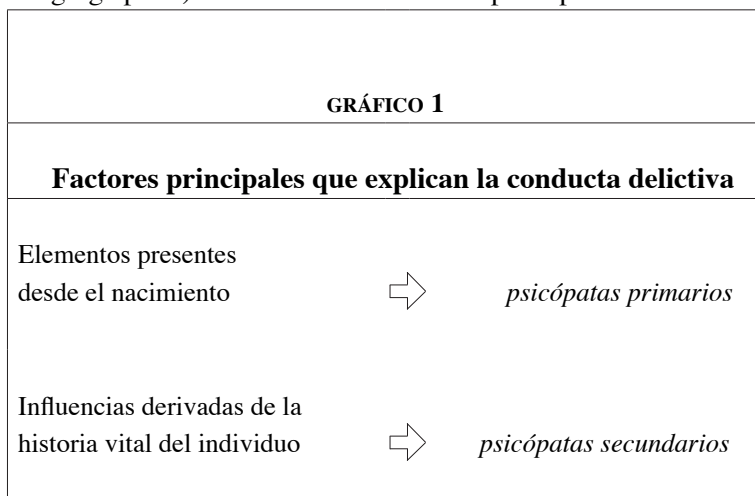 GRÁFICO 1
Factores principales que explican la conducta delictiva
Elementos presentes
desde el nacimiento
psicópatas primarios
Influencias derivadas de la
historia vital del individuo
psicópatas secundarios